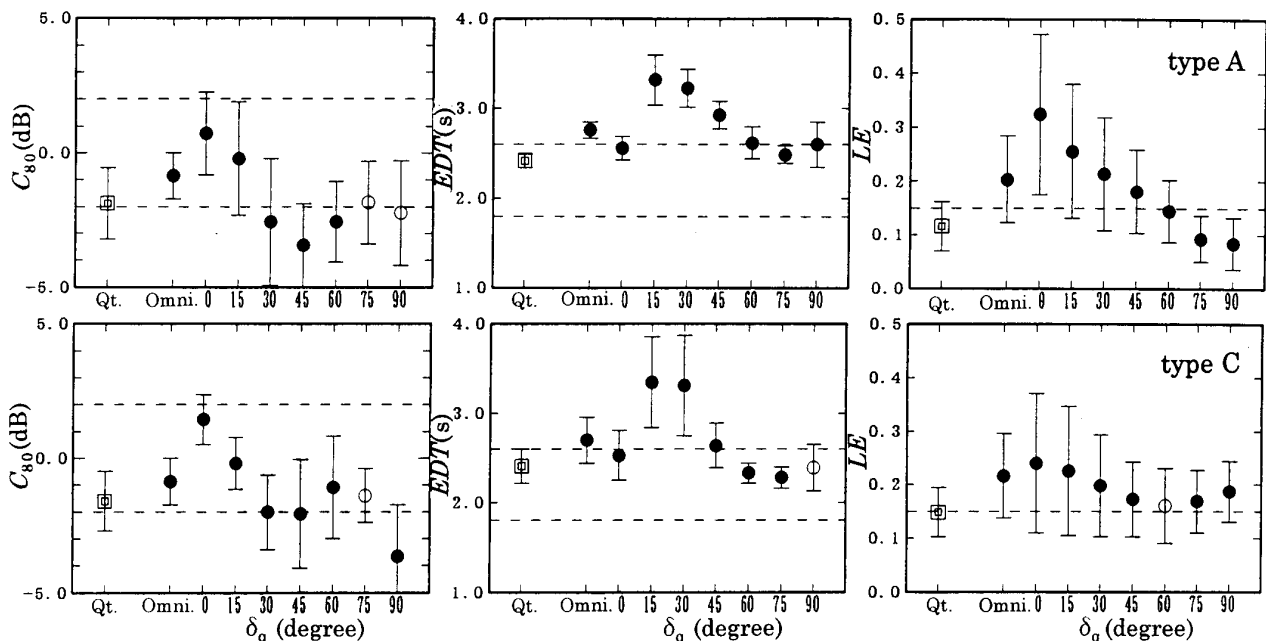 5.0
0.0
-5.0
C80(dB)
Qt. Omni. 0 15 30 45 60 75 90
4.0
3.0
2.0
1.0
EDT(s)
Qt. Omni. 0 15 30 45 60 75 90
0.5
0.4
0.3
0.2
0.1
0.0
LE
type A
Qt. Omni. 0 15 30 45 60 75 90
5.0
0.0
-5.0
C80(dB)
Qt. Omni. 0 15 30 45 60 75 90
δq (degree)
4.0
3.0
2.0
1.0
EDT(s)
Qt. Omni. 0 15 30 45 60 75 90
δq (degree)
0.5
0.4
0.3
0.2
0.1
0.0
LE
type C
Qt. Omni. 0 15 30 45 60 75 90
δq (degree)